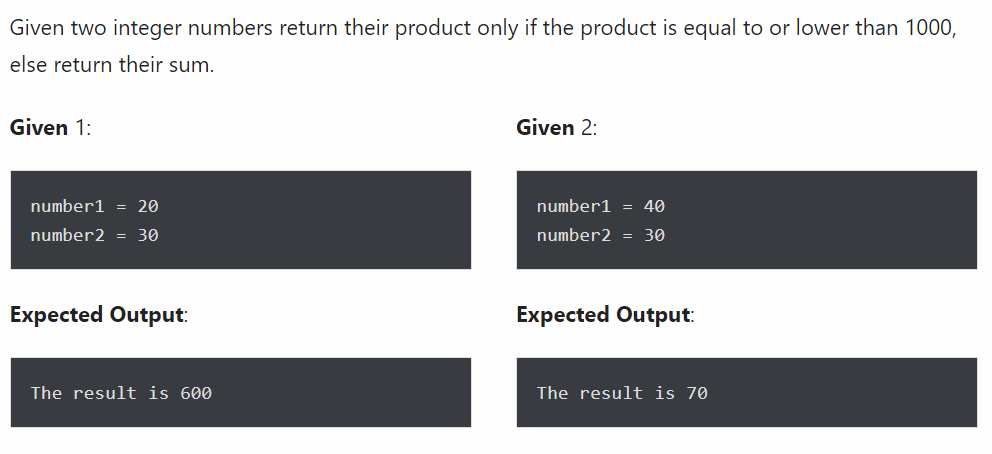 Given two integer numbers return their product only if the product is equal to or lower than 1000,
else return their sum.
Given 1:
number1 = 20
number2 = 30
Expected Output:
The result is 600
Given 2:
number1 = 40
number2 = 30
Expected Output:
The result is 70